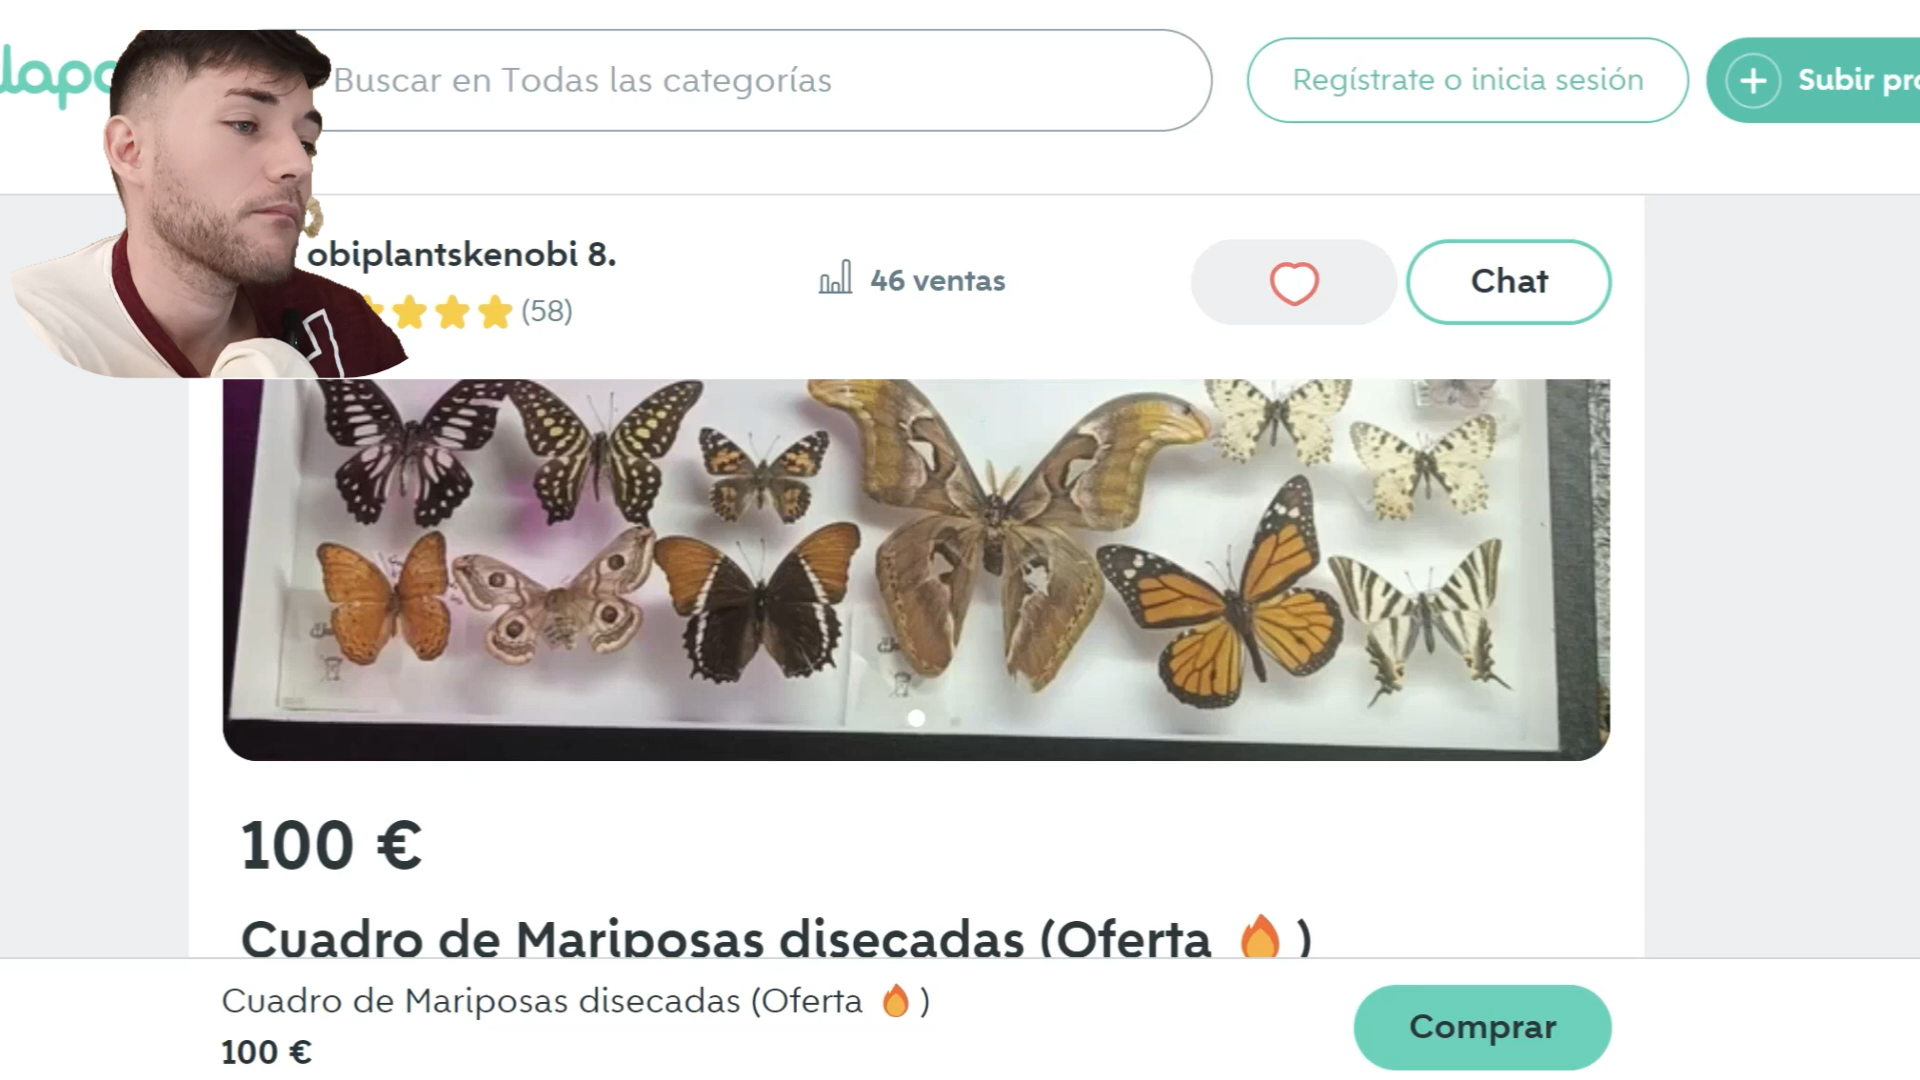 Buscar en Todas las categorías
Regístrate o inicia sesión
Subir
obiplantskenobi 8.
(58)
46 ventas
Chat
100 €
Cuadro de Mariposas disecadas (Oferta 🔥 )
Cuadro de Mariposas disecadas (Oferta 🔥 )
100 €
Comprar